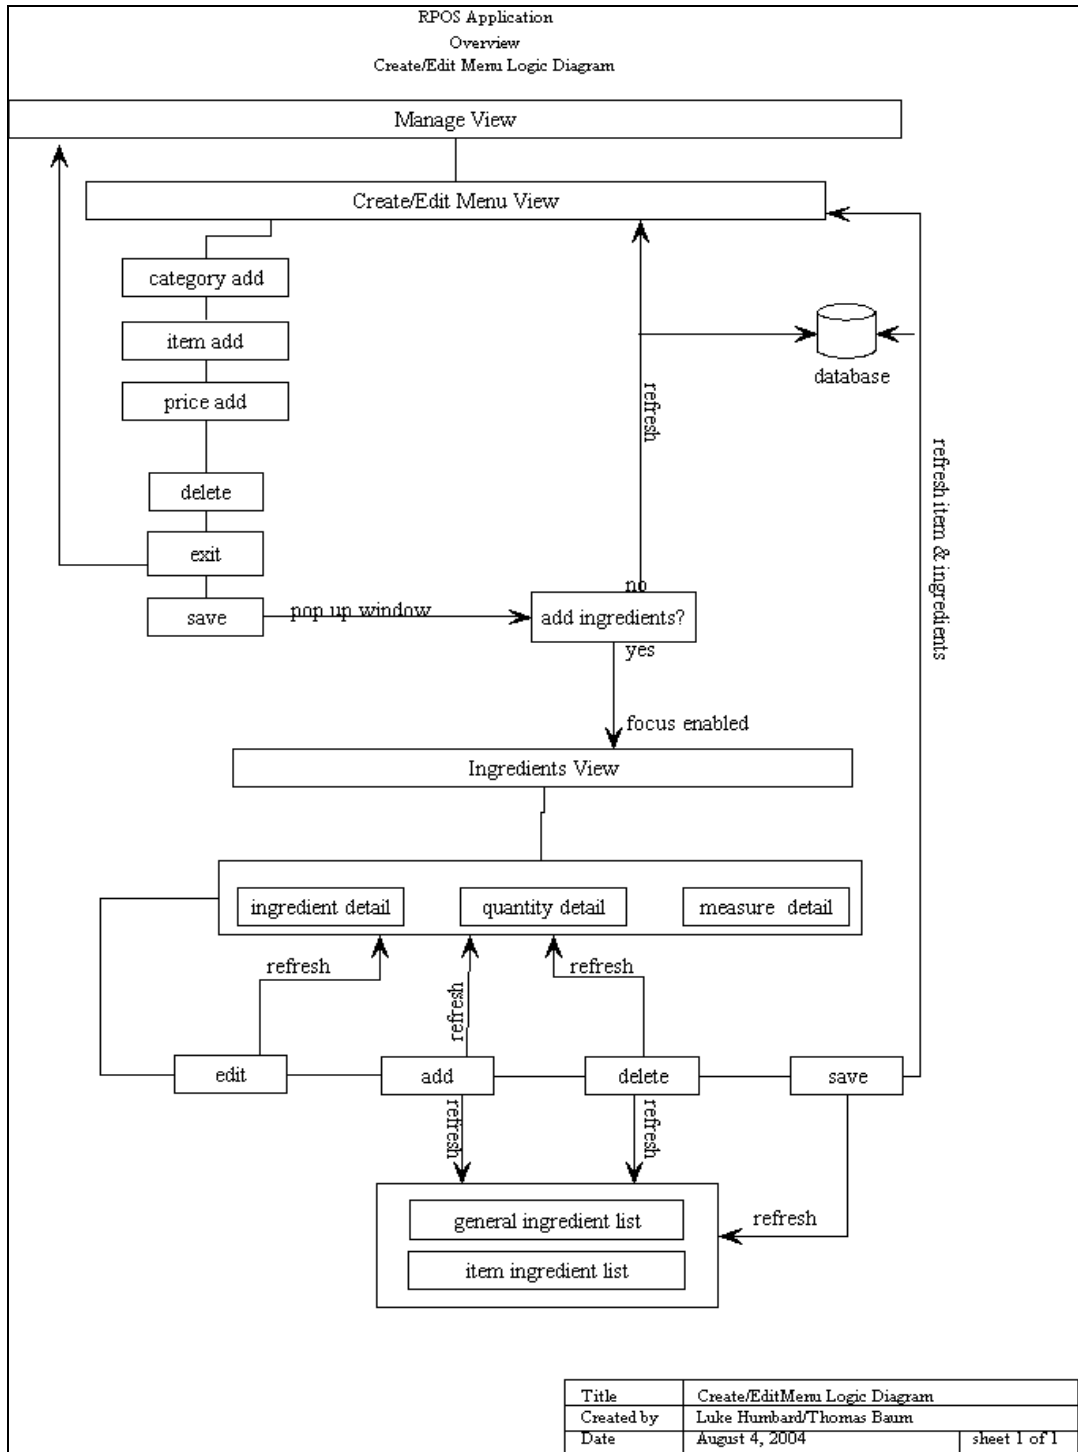 RPOS Application
Overview
Create/Edit Menu Logic Diagram
Manage View
Create/Edit Menu View
category add
item add
price add
database
refresh
delete
refresh item & ingredients
exit
no
save
pop up window
add ingredients?
yes
focus enabled
Ingredients View
ingredient detail
quantity detail
measure detail
refresh
refresh
refresh
edit
add
delete
save
refresh
refresh
general ingredient list
refresh
item ingredient list
Title
Create/EditMenu Logic Diagram
Created by
Luke Humbard/Thomas Baum
Date
August 4, 2004
sheet 1 of 1